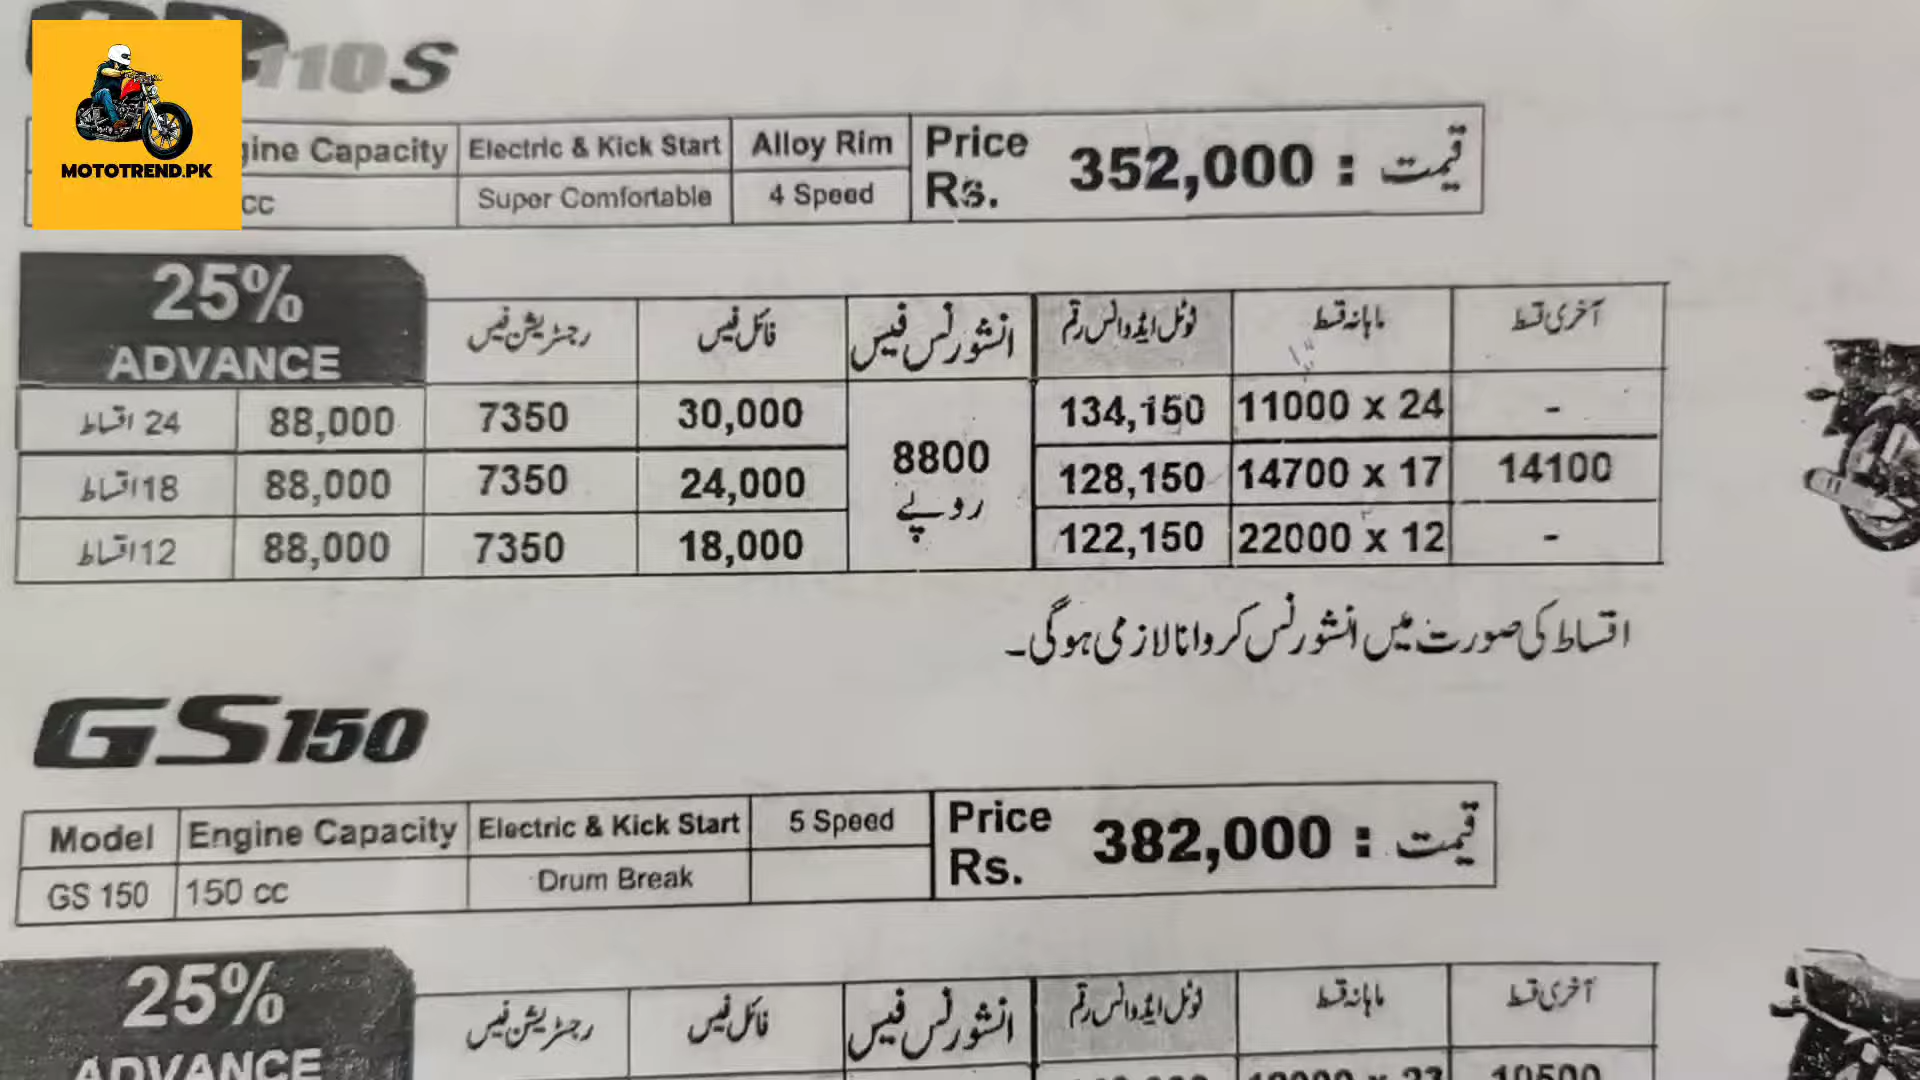 110S
MOTOTREND.PK
gine Capacity Electric & Kick Start Alloy Rim Price Rs. 352,000 : قیمت
cc Super Comfortable 4 Speed
25% ADVANCE رجسٹریشن فیس فائل فیس انشورنس فیس ٹوٹل ایڈوانس رقم ماہانہ قسط آخری قسط
24 اقساط 88,000 7350 30,000 8800 روپے 134,150 11000 x 24 -
18 اقساط 88,000 7350 24,000 128,150 14700 x 17 14100
12 اقساط 88,000 7350 18,000 122,150 22000 x 12 -
اقساط کی صورت میں انشورنس کروانا لازمی ہوگی۔
GS150
Model Engine Capacity Electric & Kick Start 5 Speed Price Rs. 382,000 : قیمت
GS 150 150 cc Drum Break
25% ADVANCE رجسٹریشن فیس فائل فیس انشورنس فیس ٹوٹل ایڈوانس رقم ماہانہ قسط آخری قسط
10500